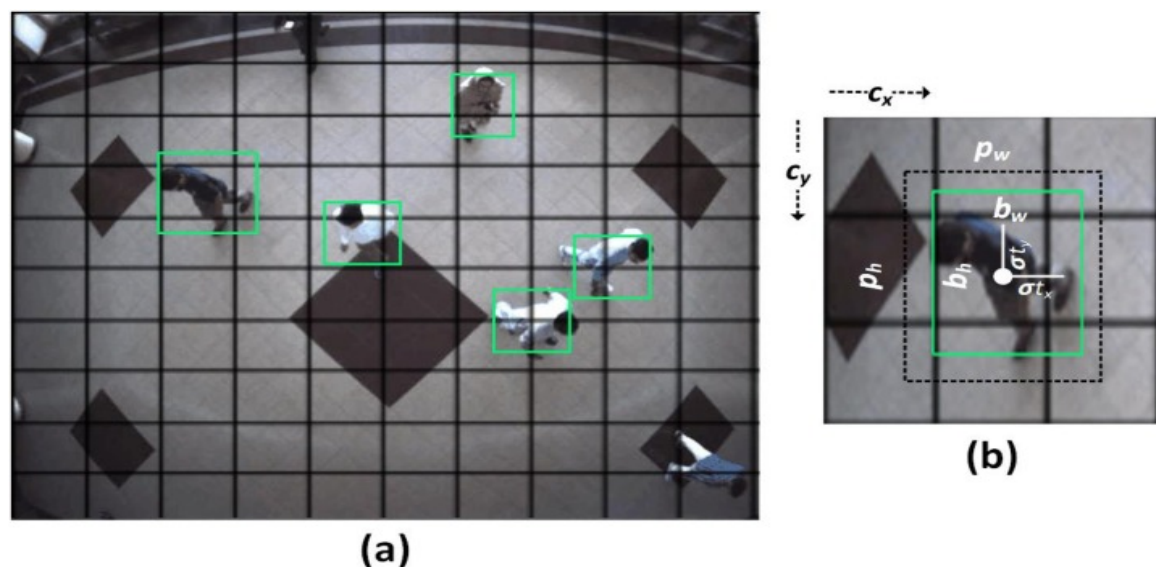 c_x
c_y
p_w
b_w
σt_y
p_h
b_h
σt_x
(a)
(b)